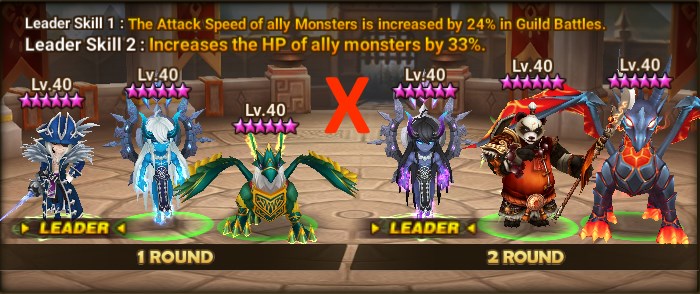 Leader Skill 1 : The Attack Speed of ally Monsters is increased by 24% in Guild Battles.
Leader Skill 2 : Increases the HP of ally monsters by 33%.
Lv.40 Lv.40 Lv.40 X Lv.40 Lv.40 Lv.40
LEADER LEADER
1 ROUND 2 ROUND